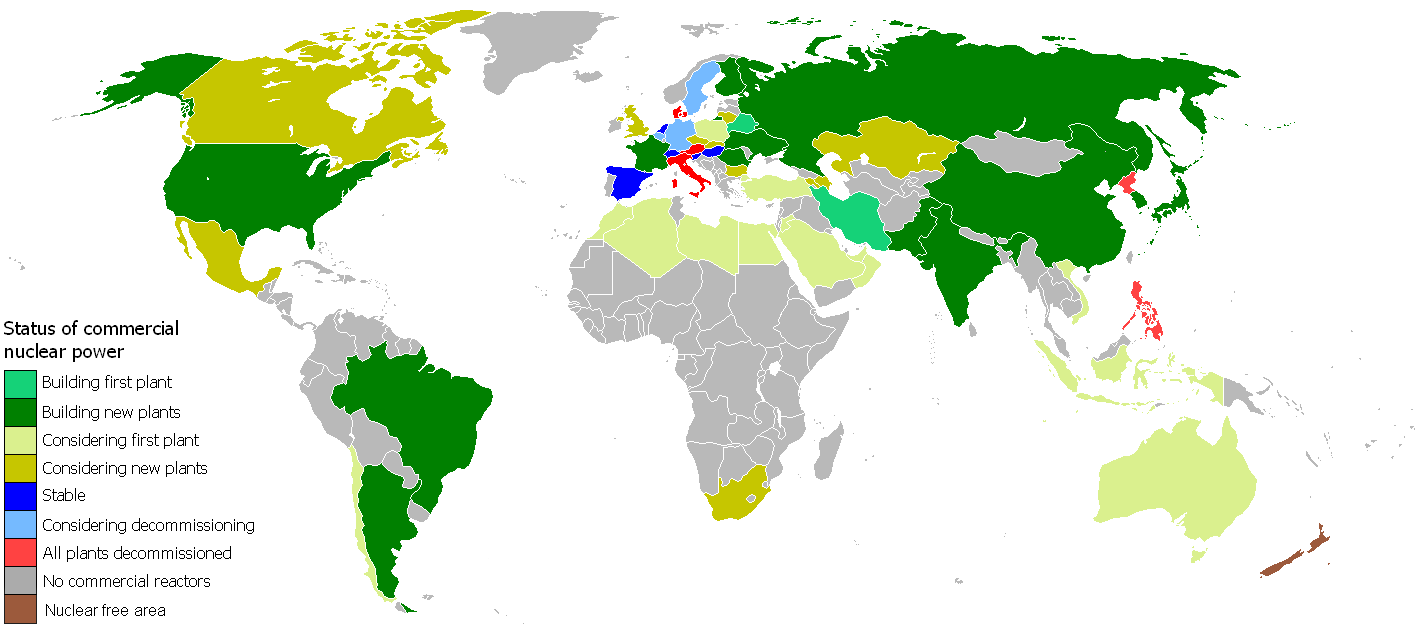 Status of commercial
nuclear power
Building first plant
Building new plants
Considering first plant
Considering new plants
Stable
Considering decommissioning
All plants decommissioned
No commercial reactors
Nuclear free area